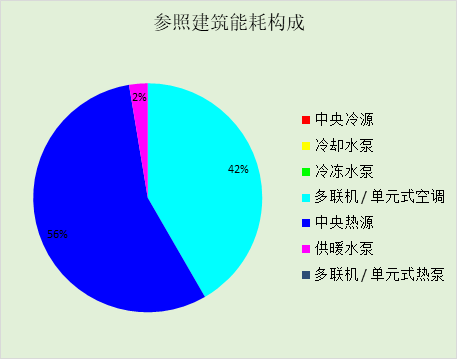 参照建筑能耗构成
2%
42%
56%
中央冷源
冷却水泵
冷冻水泵
多联机/单元式空调
中央热源
供暖水泵
多联机/单元式热泵